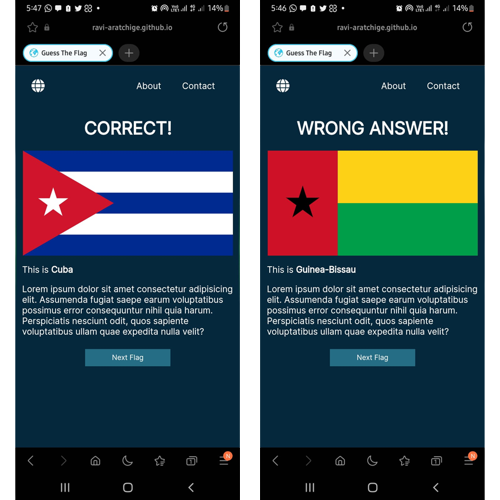 5:47
14%
ravi-aratchige.github.io
Guess The Flag
About Contact
CORRECT!
This is Cuba
Lorem ipsum dolor sit amet consectetur adipisicing
elit. Assumenda fugiat saepe earum voluptatibus
possimus error consequuntur nihil quia harum.
Perspiciatis nesciunt odit, quos sapiente
voluptatibus ullam quae expedita nulla velit?
Next Flag
N
5:46
14%
ravi-aratchige.github.io
Guess The Flag
About Contact
WRONG ANSWER!
This is Guinea-Bissau
Lorem ipsum dolor sit amet consectetur adipisicing
elit. Assumenda fugiat saepe earum voluptatibus
possimus error consequuntur nihil quia harum.
Perspiciatis nesciunt odit, quos sapiente
voluptatibus ullam quae expedita nulla velit?
Next Flag
N